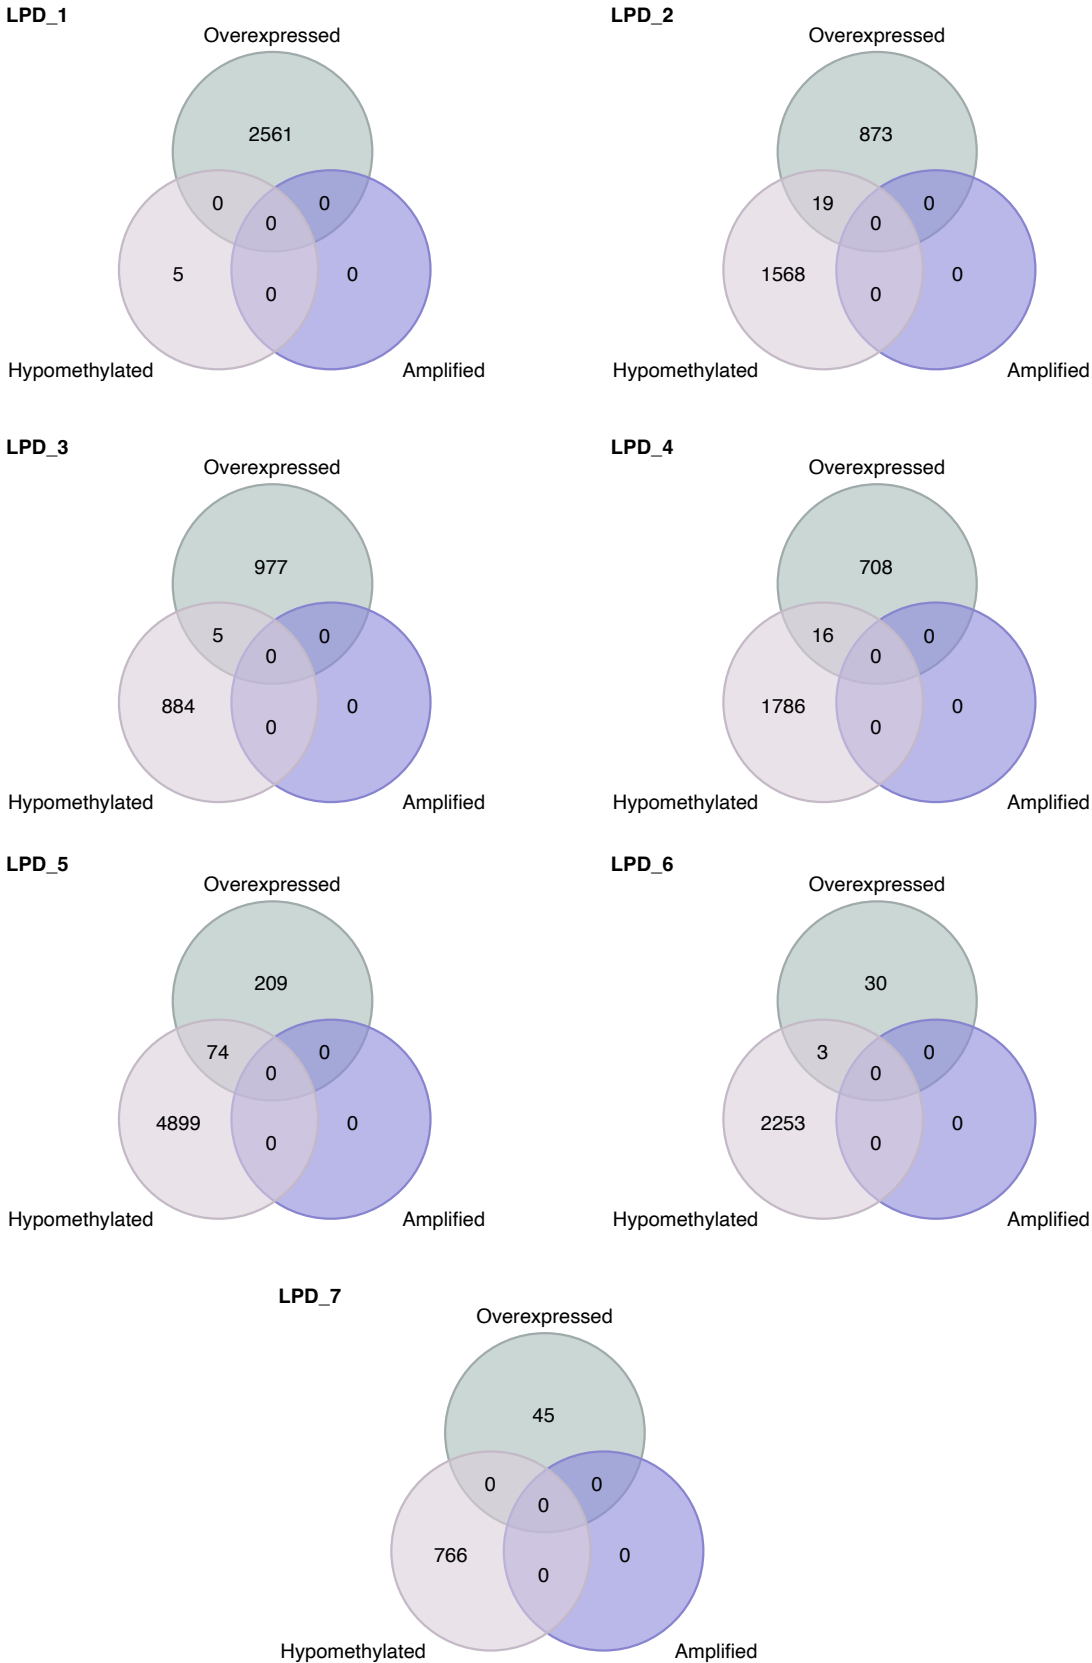 LPD_1
Overexpressed
2561
0
0
0
5
0
0
Hypomethylated
Amplified
LPD_2
Overexpressed
873
19
0
0
1568
0
0
Hypomethylated
Amplified
LPD_3
Overexpressed
977
5
0
0
884
0
0
Hypomethylated
Amplified
LPD_4
Overexpressed
708
16
0
0
1786
0
0
Hypomethylated
Amplified
LPD_5
Overexpressed
209
74
0
0
4899
0
0
Hypomethylated
Amplified
LPD_6
Overexpressed
30
3
0
0
2253
0
0
Hypomethylated
Amplified
LPD_7
Overexpressed
45
0
0
0
766
0
0
Hypomethylated
Amplified